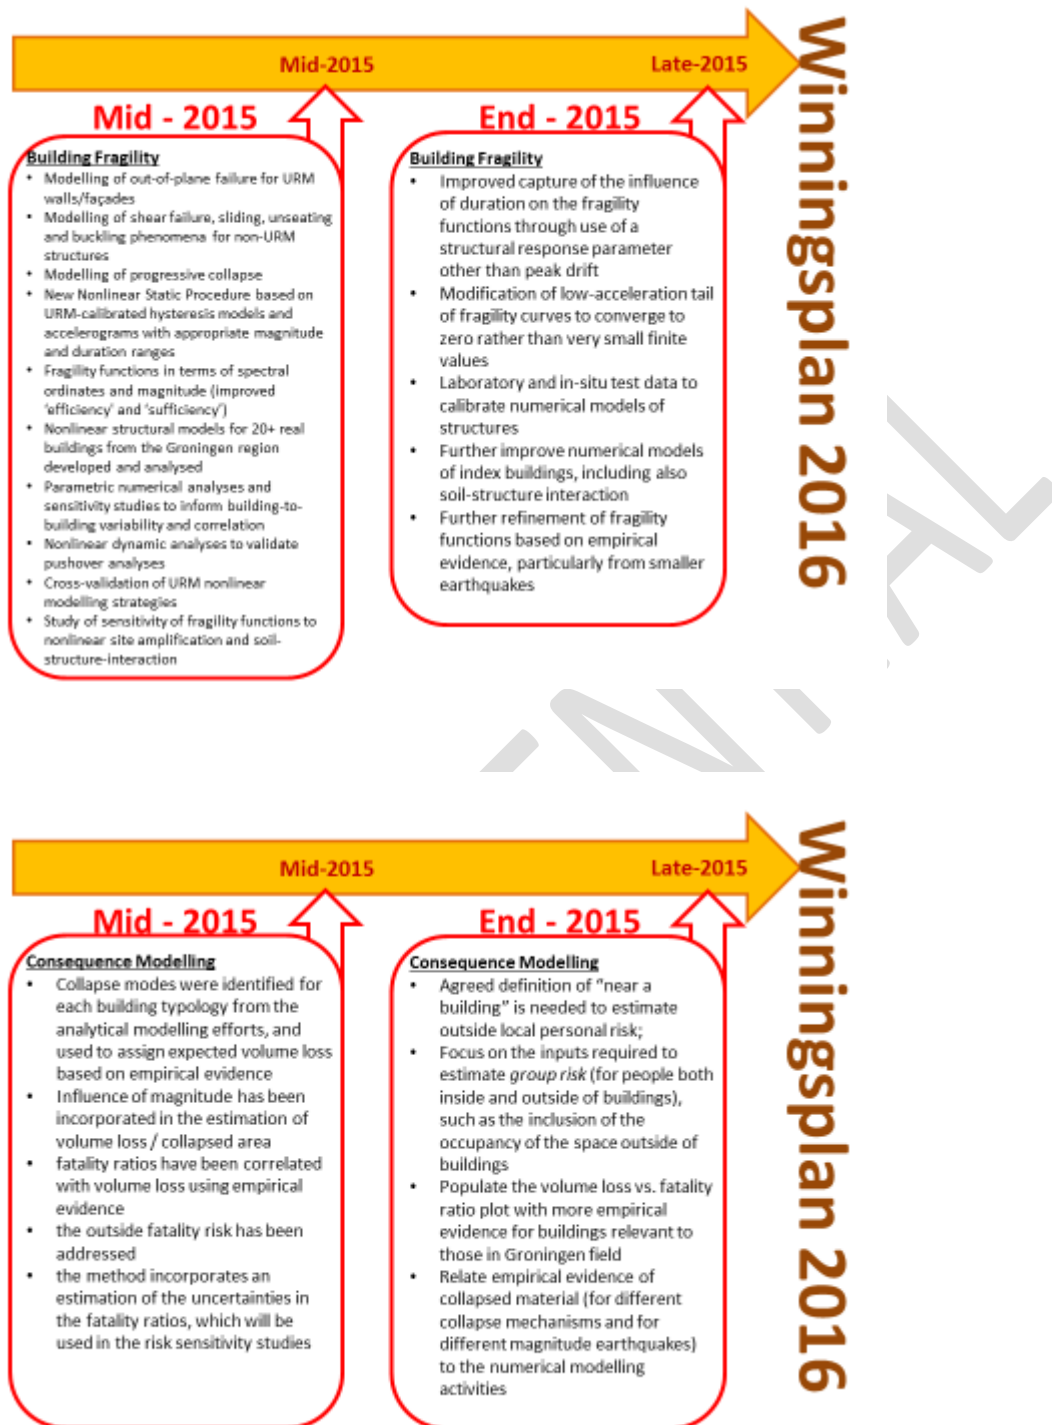 Mid-2015
Late-2015
Mid - 2015
Building Fragility
• Modelling of out-of-plane failure for URM
walls/façades
• Modelling of shear failure, sliding, unseating
and buckling phenomena for non-URM
structures
• Modelling of progressive collapse
• New Nonlinear Static Procedure based on
URM-calibrated hysteresis models and
accelerograms with appropriate magnitude
and duration ranges
• Fragility functions in terms of spectral
ordinates and magnitude (improved
'efficiency' and 'sufficiency')
• Nonlinear structural models for 20+ real
buildings from the Groningen region
developed and analysed
• Parametric numerical analyses and
sensitivity studies to inform building-to-
building variability and correlation
• Nonlinear dynamic analyses to validate
pushover analyses
• Cross-validation of URM nonlinear
modelling strategies
• Study of sensitivity of fragility functions to
nonlinear site amplification and soil-
structure-interaction
End - 2015
Building Fragility
• Improved capture of the influence
of duration on the fragility
functions through use of a
structural response parameter
other than peak drift
• Modification of low-acceleration tail
of fragility curves to converge to
zero rather than very small finite
values
• Laboratory and in-situ test data to
calibrate numerical models of
structures
• Further improve numerical models
of index buildings, including also
soil-structure interaction
• Further refinement of fragility
functions based on empirical
evidence, particularly from smaller
earthquakes
Winningsplan 2016
Mid-2015
Late-2015
Mid - 2015
Consequence Modelling
• Collapse modes were identified for
each building typology from the
analytical modelling efforts, and
used to assign expected volume loss
based on empirical evidence
• Influence of magnitude has been
incorporated in the estimation of
volume loss / collapsed area
• fatality ratios have been correlated
with volume loss using empirical
evidence
• the outside fatality risk has been
addressed
• the method incorporates an
estimation of the uncertainties in
the fatality ratios, which will be
used in the risk sensitivity studies
End - 2015
Consequence Modelling
• Agreed definition of "near a
building" is needed to estimate
outside local personal risk;
• Focus on the inputs required to
estimate group risk (for people both
inside and outside of buildings),
such as the inclusion of the
occupancy of the space outside of
buildings
• Populate the volume loss vs. fatality
ratio plot with more empirical
evidence for buildings relevant to
those in Groningen field
• Relate empirical evidence of
collapsed material (for different
collapse mechanisms and for
different magnitude earthquakes)
to the numerical modelling
activities
Winningsplan 2016